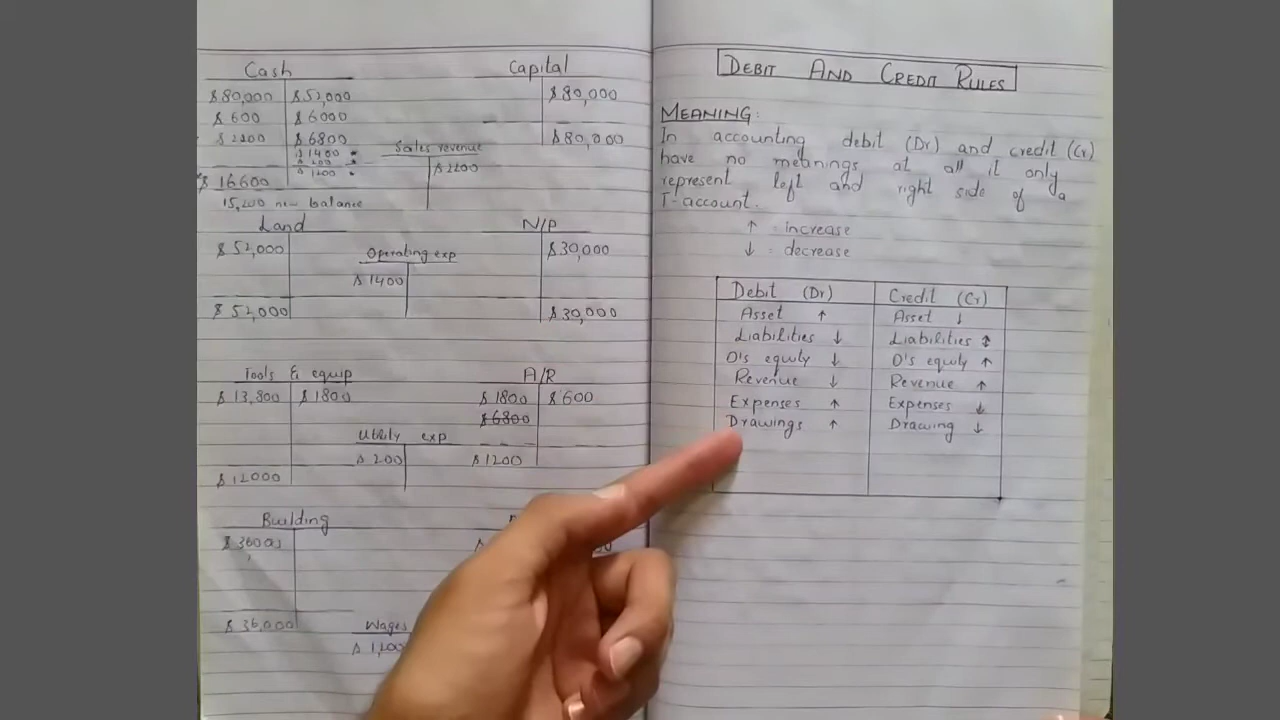 Cash
$80,000 $52,000
$600 $6000
$2200 $6800
$1400
$200
$1200
$16600
15,200 new balance
Capital
$80,000
$80,000
Sales revenue
$2200
Land
$52,000
$52,000
Operating exp
$1400
N/P
$30,000
$30,000
Tools & equip
$13,800 $1800
$12000
A/R
$1800 $600
$6800
$1200
Utility exp
$200
Building
$36000
$36,000
Wages
$1,200
DEBIT AND CREDIT RULES
MEANING:
In accounting debit (Dr) and credit (Cr)
have no meanings at all it only
represent left and right side of a
T-account.
↑ = increase
↓ = decrease
Debit (Dr) Credit (Cr)
Asset ↑ Asset ↓
Liabilities ↓ Liabilities ↑
O's equity ↓ O's equity ↑
Revenue ↓ Revenue ↑
Expenses ↑ Expenses ↓
Drawings ↑ Drawing ↓